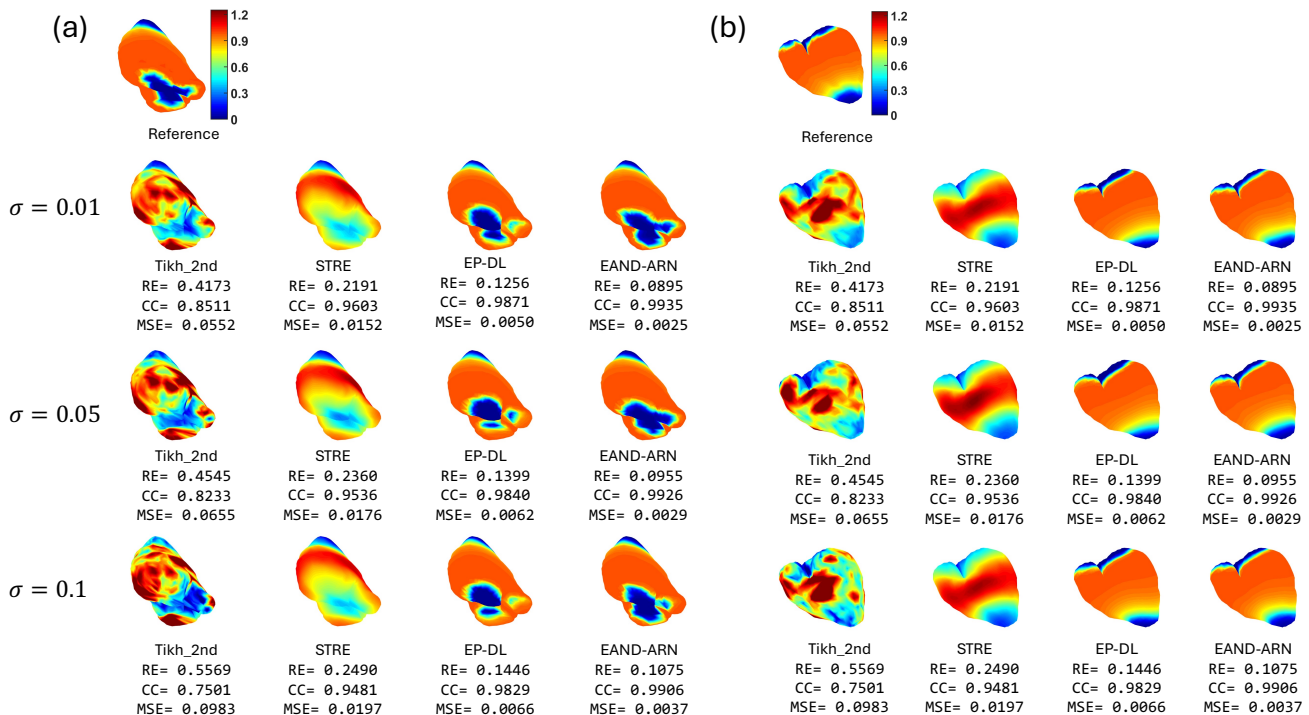 (a)
1.2
0.9
0.6
0.3
0
Reference
(b)
1.2
0.9
0.6
0.3
0
Reference
σ = 0.01
Tikh_2nd
RE= 0.4173
CC= 0.8511
MSE= 0.0552
STRE
RE= 0.2191
CC= 0.9603
MSE= 0.0152
EP-DL
RE= 0.1256
CC= 0.9871
MSE= 0.0050
EAND-ARN
RE= 0.0895
CC= 0.9935
MSE= 0.0025
Tikh_2nd
RE= 0.4173
CC= 0.8511
MSE= 0.0552
STRE
RE= 0.2191
CC= 0.9603
MSE= 0.0152
EP-DL
RE= 0.1256
CC= 0.9871
MSE= 0.0050
EAND-ARN
RE= 0.0895
CC= 0.9935
MSE= 0.0025
σ = 0.05
Tikh_2nd
RE= 0.4545
CC= 0.8233
MSE= 0.0655
STRE
RE= 0.2360
CC= 0.9536
MSE= 0.0176
EP-DL
RE= 0.1399
CC= 0.9840
MSE= 0.0062
EAND-ARN
RE= 0.0955
CC= 0.9926
MSE= 0.0029
Tikh_2nd
RE= 0.4545
CC= 0.8233
MSE= 0.0655
STRE
RE= 0.2360
CC= 0.9536
MSE= 0.0176
EP-DL
RE= 0.1399
CC= 0.9840
MSE= 0.0062
EAND-ARN
RE= 0.0955
CC= 0.9926
MSE= 0.0029
σ = 0.1
Tikh_2nd
RE= 0.5569
CC= 0.7501
MSE= 0.0983
STRE
RE= 0.2490
CC= 0.9481
MSE= 0.0197
EP-DL
RE= 0.1446
CC= 0.9829
MSE= 0.0066
EAND-ARN
RE= 0.1075
CC= 0.9906
MSE= 0.0037
Tikh_2nd
RE= 0.5569
CC= 0.7501
MSE= 0.0983
STRE
RE= 0.2490
CC= 0.9481
MSE= 0.0197
EP-DL
RE= 0.1446
CC= 0.9829
MSE= 0.0066
EAND-ARN
RE= 0.1075
CC= 0.9906
MSE= 0.0037